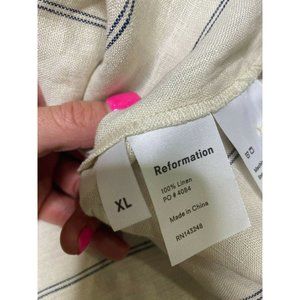 XL
Reformation
100% Linen
PO # 4084
Made in China
RN143248